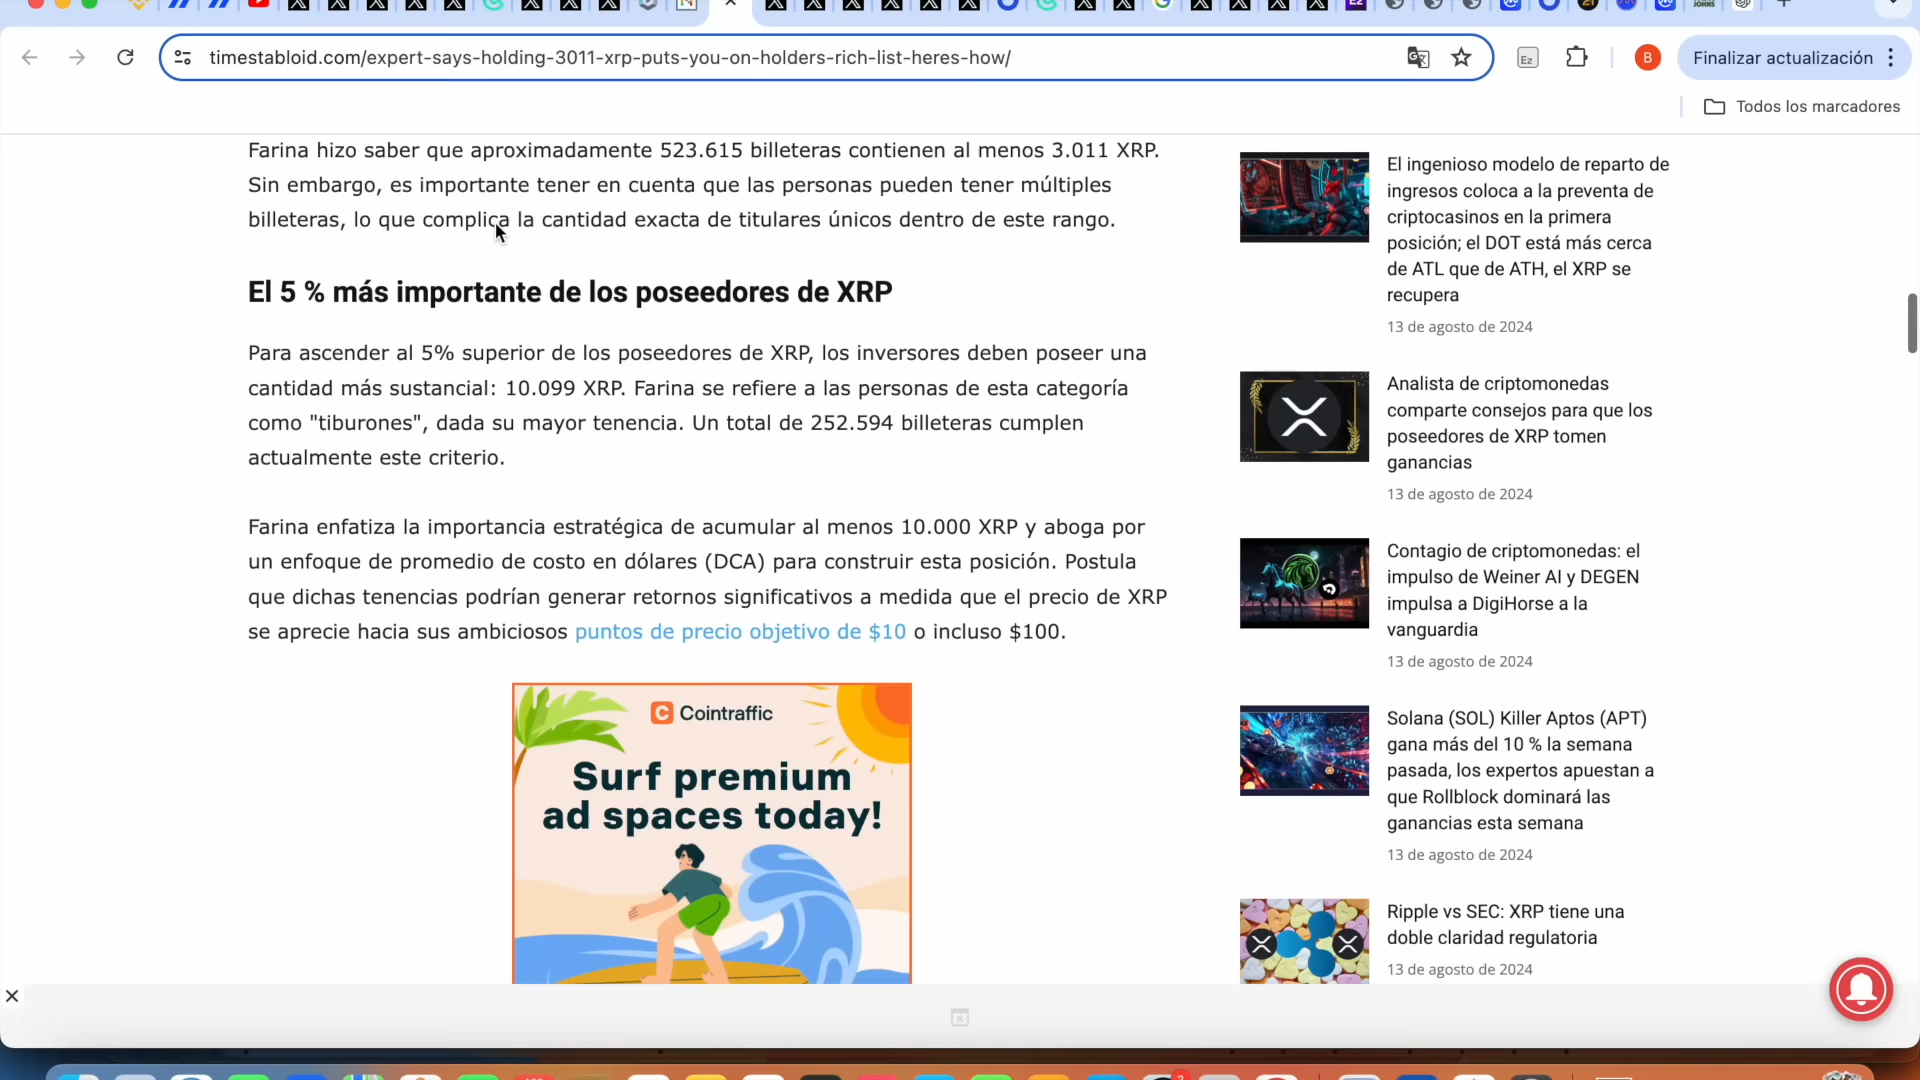 timestabloid.com/expert-says-holding-3011-xrp-puts-you-on-holders-rich-list-heres-how/
Ez
B
Finalizar actualización
Todos los marcadores
Farina hizo saber que aproximadamente 523.615 billeteras contienen al menos 3.011 XRP.
Sin embargo, es importante tener en cuenta que las personas pueden tener múltiples
billeteras, lo que complica la cantidad exacta de titulares únicos dentro de este rango.
El 5 % más importante de los poseedores de XRP
Para ascender al 5% superior de los poseedores de XRP, los inversores deben poseer una
cantidad más sustancial: 10.099 XRP. Farina se refiere a las personas de esta categoría
como "tiburones", dada su mayor tenencia. Un total de 252.594 billeteras cumplen
actualmente este criterio.
Farina enfatiza la importancia estratégica de acumular al menos 10.000 XRP y aboga por
un enfoque de promedio de costo en dólares (DCA) para construir esta posición. Postula
que dichas tenencias podrían generar retornos significativos a medida que el precio de XRP
se aprecie hacia sus ambiciosos puntos de precio objetivo de $10 o incluso $100.
Cointraffic
Surf premium
ad spaces today!
El ingenioso modelo de reparto de
ingresos coloca a la preventa de
criptocasinos en la primera
posición; el DOT está más cerca
de ATL que de ATH, el XRP se
recupera
13 de agosto de 2024
Analista de criptomonedas
comparte consejos para que los
poseedores de XRP tomen
ganancias
13 de agosto de 2024
Contagio de criptomonedas: el
impulso de Weiner AI y DEGEN
impulsa a DigiHorse a la
vanguardia
13 de agosto de 2024
Solana (SOL) Killer Aptos (APT)
gana más del 10 % la semana
pasada, los expertos apuestan a
que Rollblock dominará las
ganancias esta semana
13 de agosto de 2024
Ripple vs SEC: XRP tiene una
doble claridad regulatoria
13 de agosto de 2024